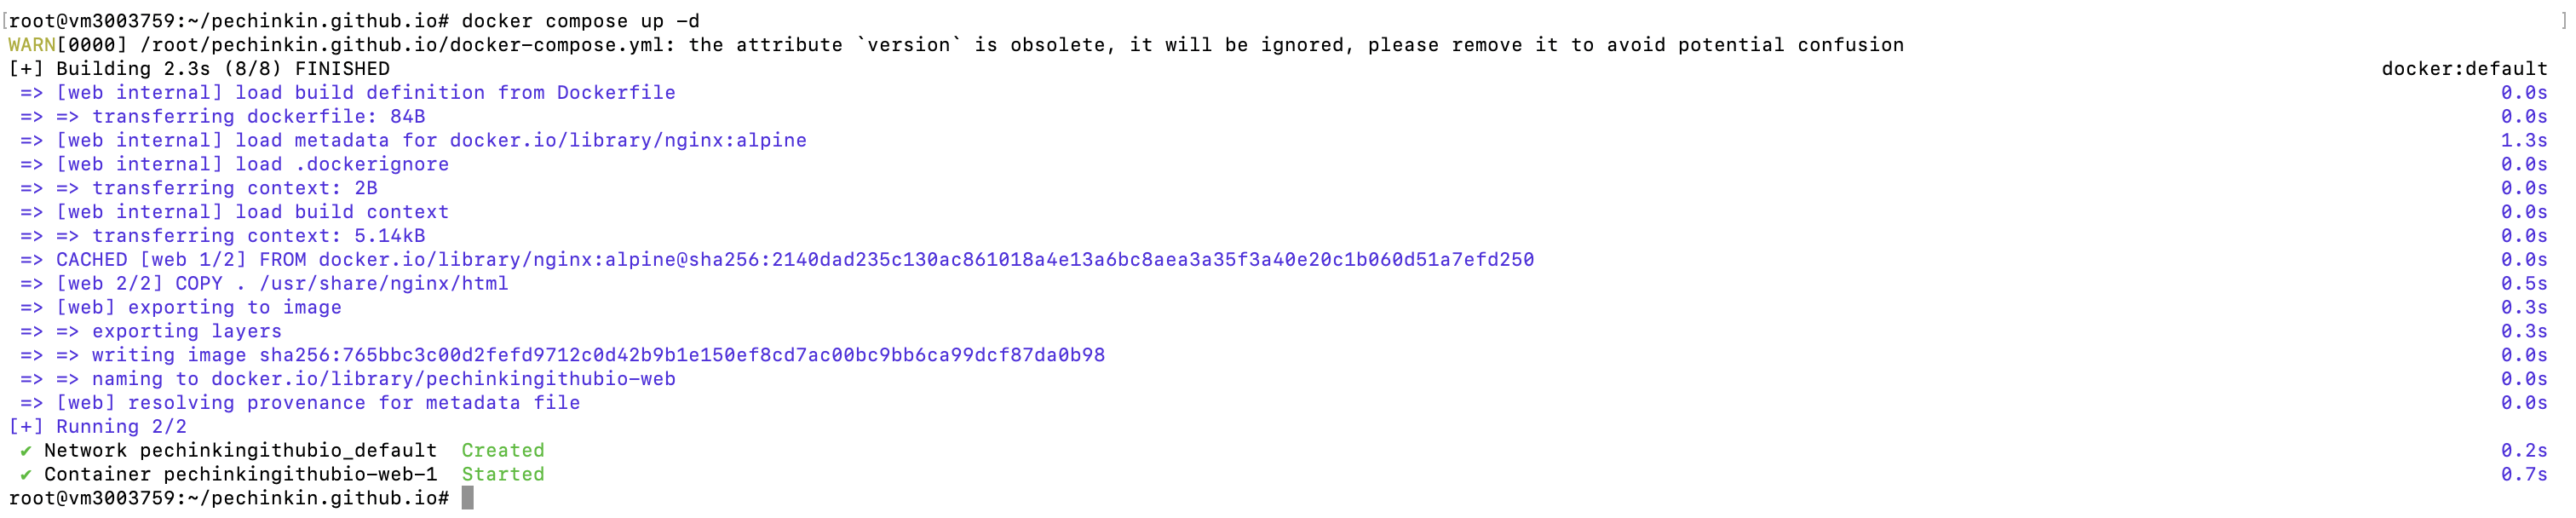 [root@vm3003759:~/pechinkin.github.io# docker compose up -d ]
WARN[0000] /root/pechinkin.github.io/docker-compose.yml: the attribute `version` is obsolete, it will be ignored, please remove it to avoid potential confusion
[+] Building 2.3s (8/8) FINISHED docker:default
=> [web internal] load build definition from Dockerfile 0.0s
=> => transferring dockerfile: 84B 0.0s
=> [web internal] load metadata for docker.io/library/nginx:alpine 1.3s
=> [web internal] load .dockerignore 0.0s
=> => transferring context: 2B 0.0s
=> [web internal] load build context 0.0s
=> => transferring context: 5.14kB 0.0s
=> CACHED [web 1/2] FROM docker.io/library/nginx:alpine@sha256:2140dad235c130ac861018a4e13a6bc8aea3a35f3a40e20c1b060d51a7efd250 0.0s
=> [web 2/2] COPY . /usr/share/nginx/html 0.5s
=> [web] exporting to image 0.3s
=> => exporting layers 0.3s
=> => writing image sha256:765bbc3c00d2fefd9712c0d42b9b1e150ef8cd7ac00bc9bb6ca99dcf87da0b98 0.0s
=> => naming to docker.io/library/pechinkingithubio-web 0.0s
=> [web] resolving provenance for metadata file 0.0s
[+] Running 2/2
✔ Network pechinkingithubio_default Created 0.2s
✔ Container pechinkingithubio-web-1 Started 0.7s
root@vm3003759:~/pechinkin.github.io#